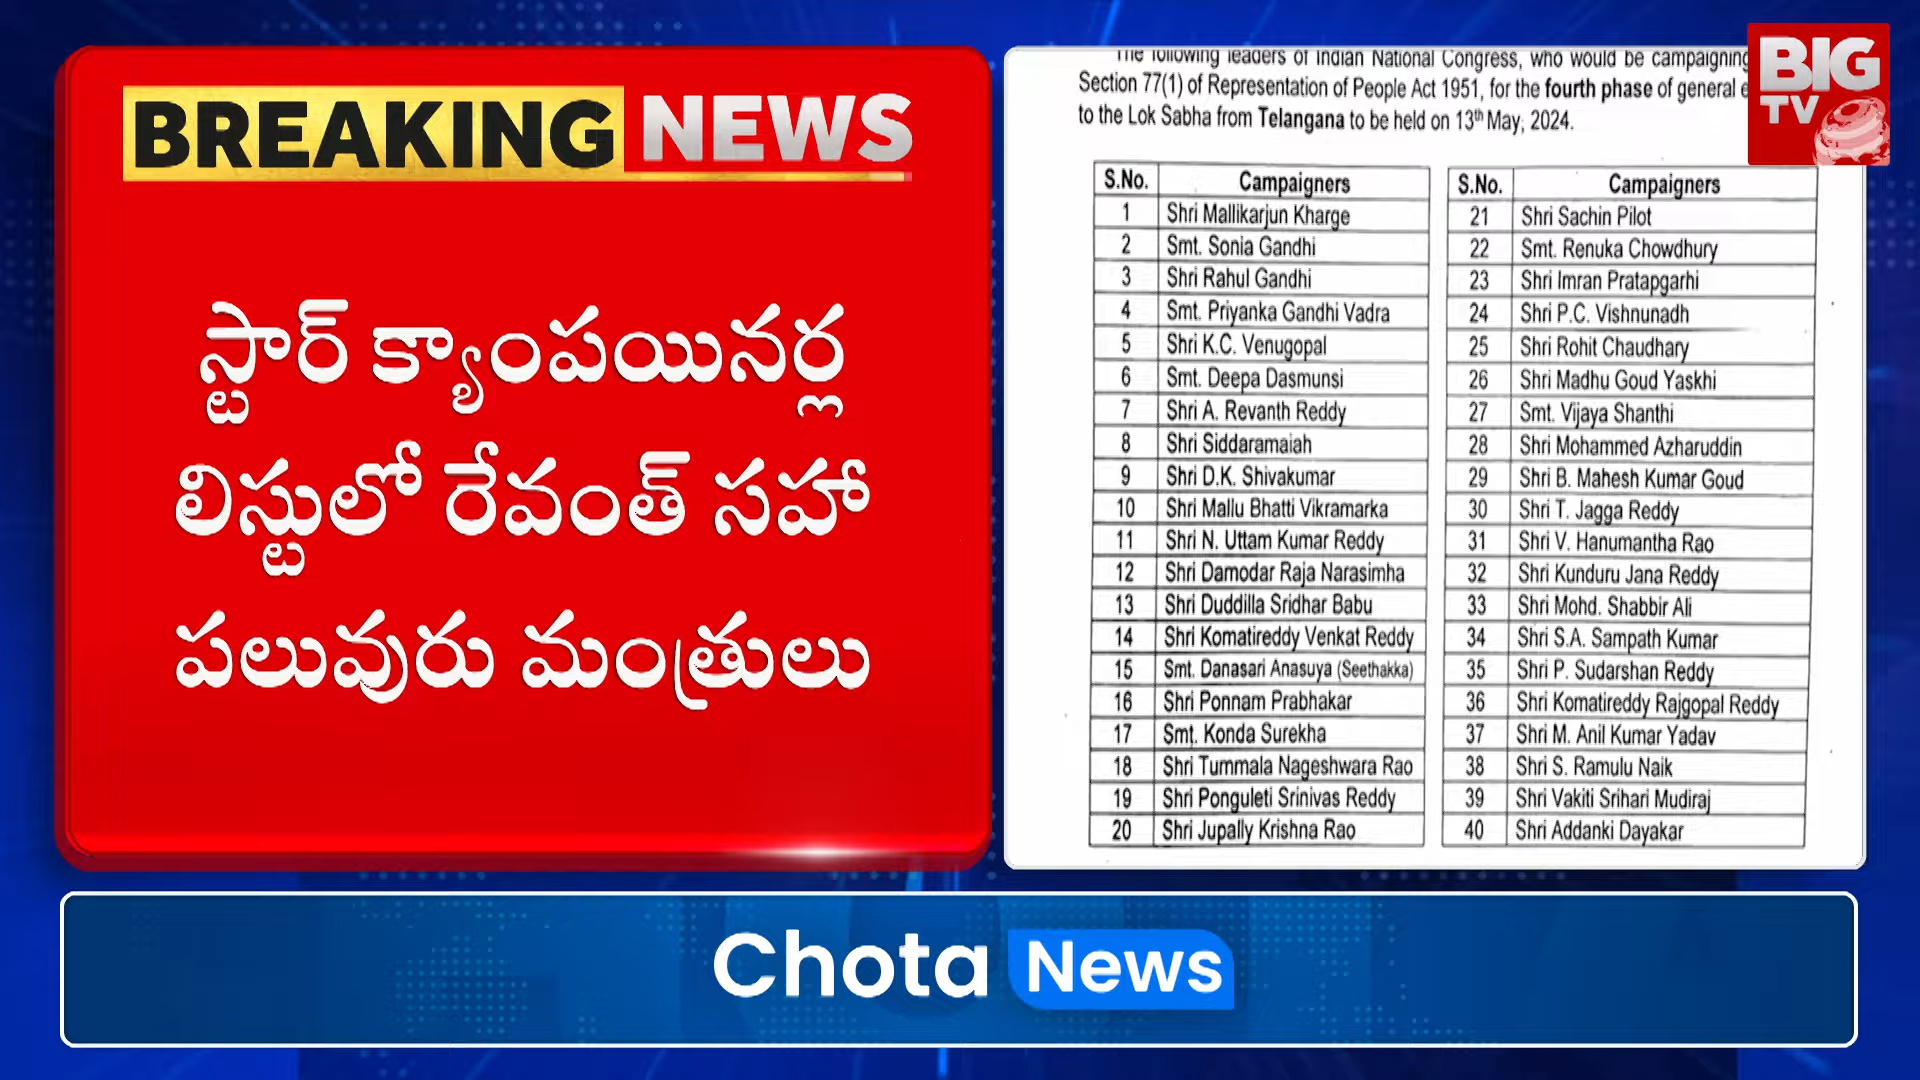 BREAKING NEWS
స్టార్ క్యాంపయినర్ల
లిస్టులో రేవంత్ సహా
పలువురు మంత్రులు
The following leaders of Indian National Congress, who would be campaigning
Section 77(1) of Representation of People Act 1951, for the fourth phase of general
to the Lok Sabha from Telangana to be held on 13th May, 2024.
S.No. Campaigners
1 Shri Mallikarjun Kharge
2 Smt. Sonia Gandhi
3 Shri Rahul Gandhi
4 Smt. Priyanka Gandhi Vadra
5 Shri K.C. Venugopal
6 Smt. Deepa Dasmunsi
7 Shri A. Revanth Reddy
8 Shri Siddaramaiah
9 Shri D.K. Shivakumar
10 Shri Mallu Bhatti Vikramarka
11 Shri N. Uttam Kumar Reddy
12 Shri Damodar Raja Narasimha
13 Shri Duddilla Sridhar Babu
14 Shri Komatireddy Venkat Reddy
15 Smt. Danasari Anasuya (Seethakka)
16 Shri Ponnam Prabhakar
17 Smt. Konda Surekha
18 Shri Tummala Nageshwara Rao
19 Shri Ponguleti Srinivas Reddy
20 Shri Jupally Krishna Rao
S.No. Campaigners
21 Shri Sachin Pilot
22 Smt. Renuka Chowdhury
23 Shri Imran Pratapgarhi
24 Shri P.C. Vishnunadh
25 Shri Rohit Chaudhary
26 Shri Madhu Goud Yaskhi
27 Smt. Vijaya Shanthi
28 Shri Mohammed Azharuddin
29 Shri B. Mahesh Kumar Goud
30 Shri T. Jagga Reddy
31 Shri V. Hanumantha Rao
32 Shri Kunduru Jana Reddy
33 Shri Mohd. Shabbir Ali
34 Shri S.A. Sampath Kumar
35 Shri P. Sudarshan Reddy
36 Shri Komatireddy Rajgopal Reddy
37 Shri M. Anil Kumar Yadav
38 Shri S. Ramulu Naik
39 Shri Vakiti Srihari Mudiraj
40 Shri Addanki Dayakar
BIG
TV
Chota News